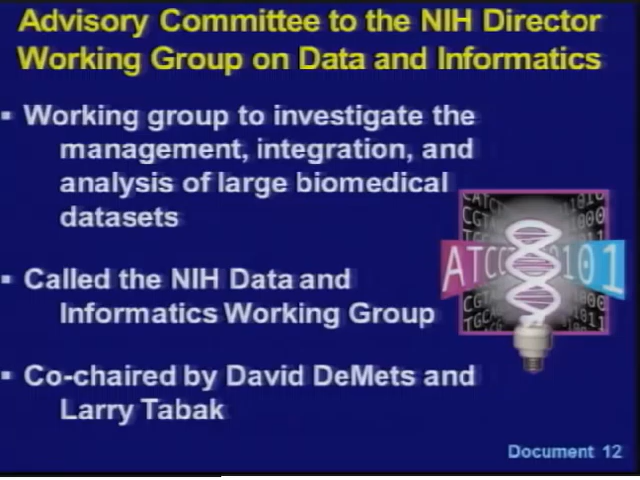 Advisory Committee to the NIH Director
Working Group on Data and Informatics
▪ Working group to investigate the
management, integration, and
analysis of large biomedical
datasets
▪ Called the NIH Data and
Informatics Working Group
▪ Co-chaired by David DeMets and
Larry Tabak
ATCC 0101
Document 12